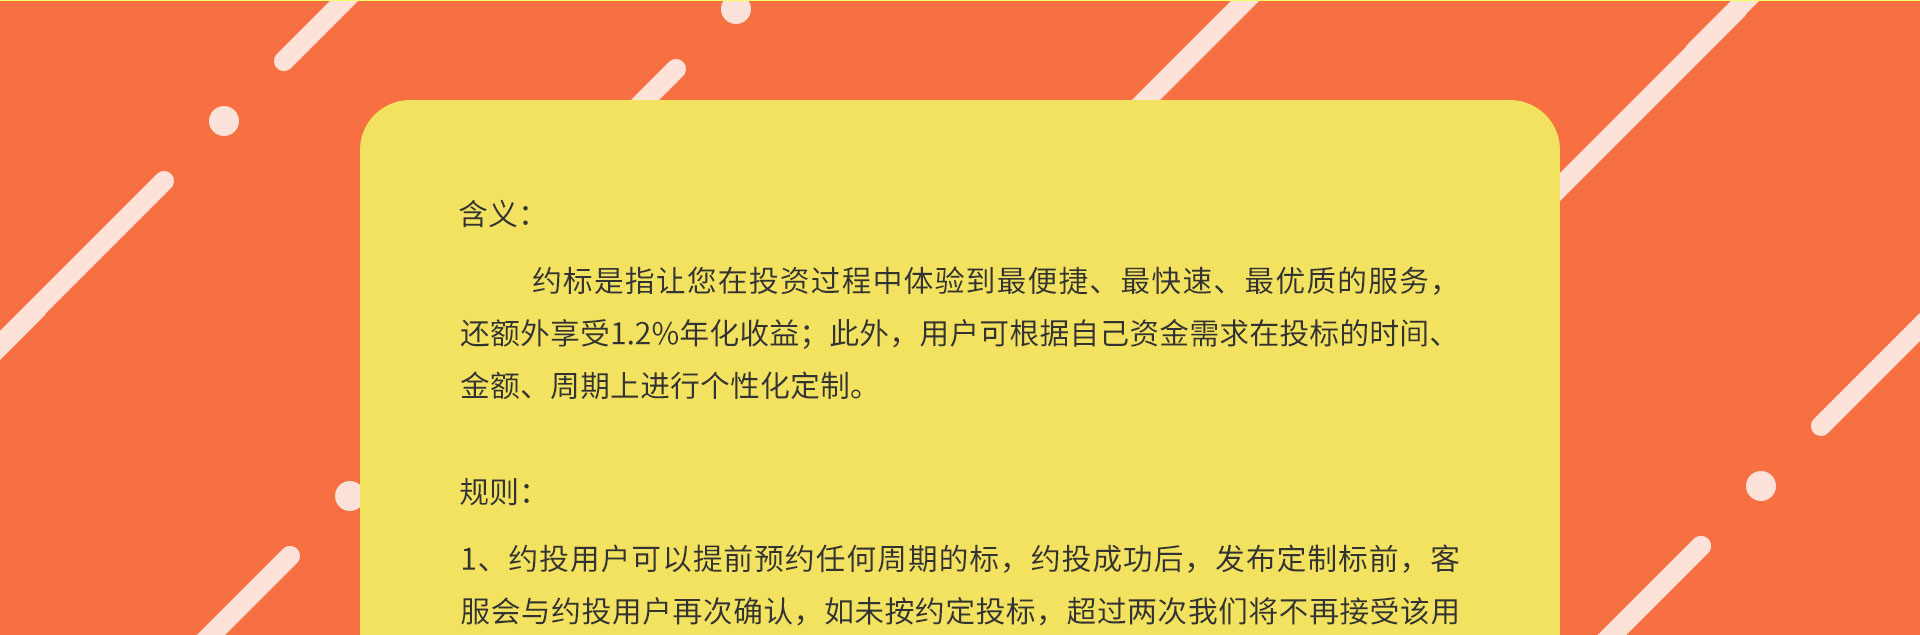 含义：
约标是指让您在投资过程中体验到最便捷、最快速、最优质的服务，
还额外享受1.2%年化收益；此外，用户可根据自己资金需求在投标的时间、
金额、周期上进行个性化定制。
规则：
1、约投用户可以提前预约任何周期的标，约投成功后，发布定制标前，客
服会与约投用户再次确认，如未按约定投标，超过两次我们将不再接受该用